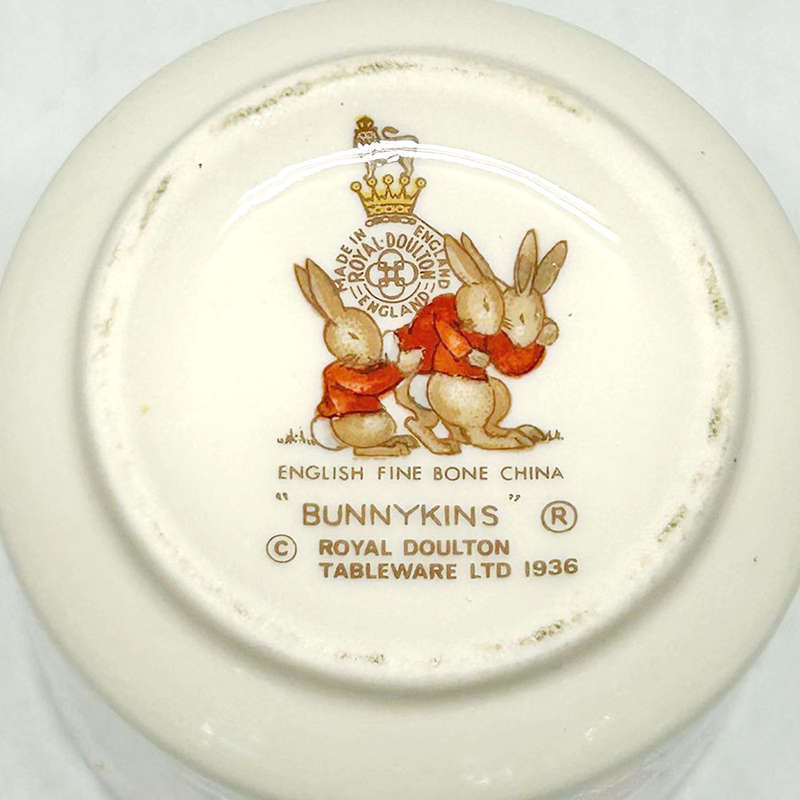 MADE IN ENGLAND
ROYAL·DOULTON
ENGLAND
ENGLISH FINE BONE CHINA
"BUNNYKINS" ®
© ROYAL DOULTON
TABLEWARE LTD 1936